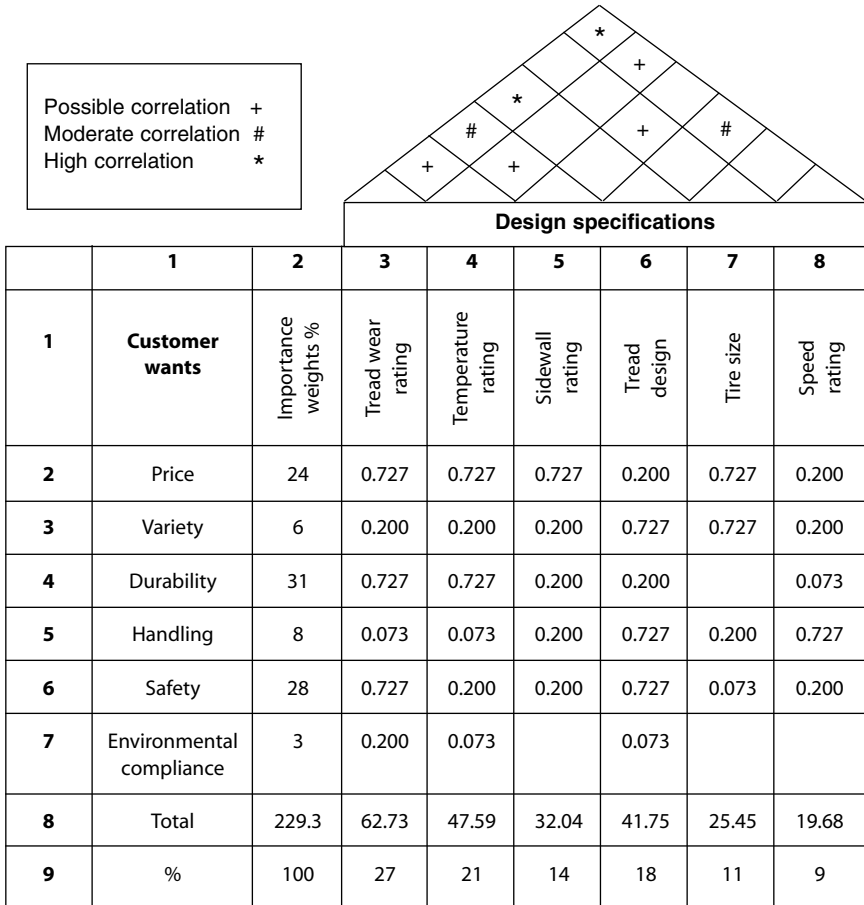 *
+
*
# + #
+ +
Possible correlation +
Moderate correlation #
High correlation *
Design specifications
1 2 3 4 5 6 7 8
1 Customer wants Importance weights % Tread wear rating Temperature rating Sidewall rating Tread design Tire size Speed rating
2 Price 24 0.727 0.727 0.727 0.200 0.727 0.200
3 Variety 6 0.200 0.200 0.200 0.727 0.727 0.200
4 Durability 31 0.727 0.727 0.200 0.200 0.073
5 Handling 8 0.073 0.073 0.200 0.727 0.200 0.727
6 Safety 28 0.727 0.200 0.200 0.727 0.073 0.200
7 Environmental compliance 3 0.200 0.073 0.073
8 Total 229.3 62.73 47.59 32.04 41.75 25.45 19.68
9 % 100 27 21 14 18 11 9